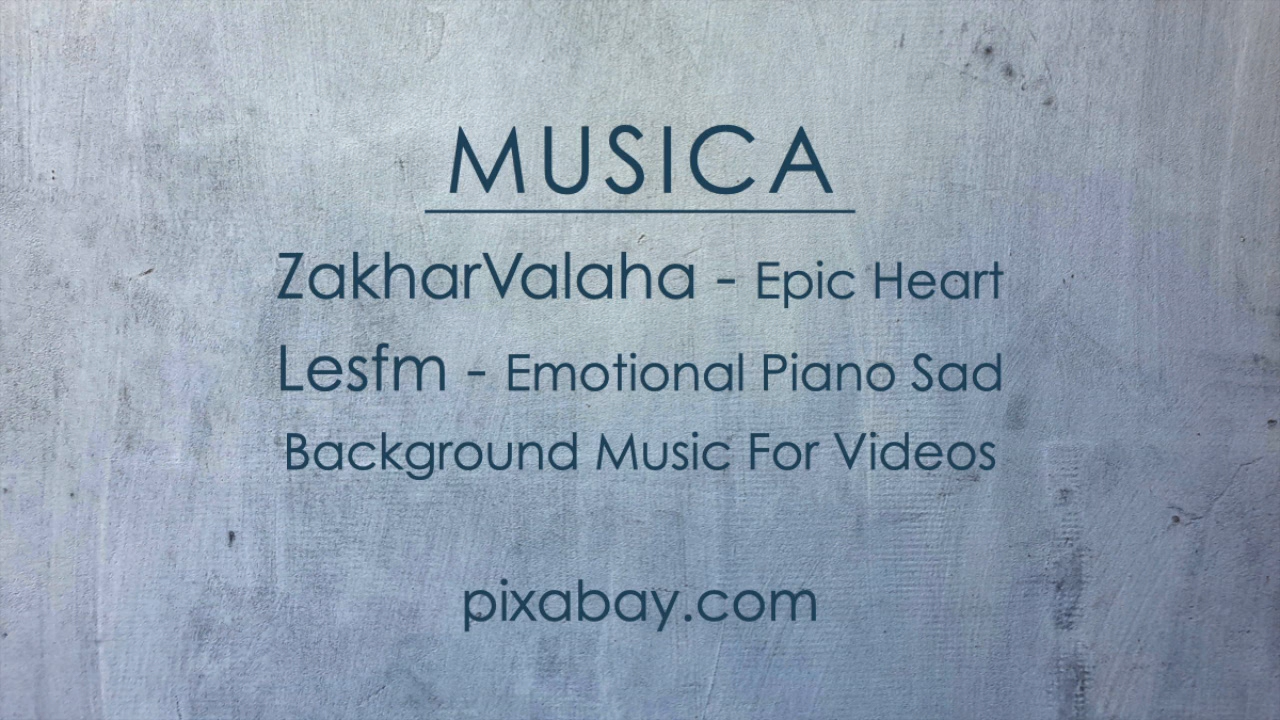 MUSICA
ZakharValaha - Epic Heart
Lesfm - Emotional Piano Sad
Background Music For Videos
pixabay.com